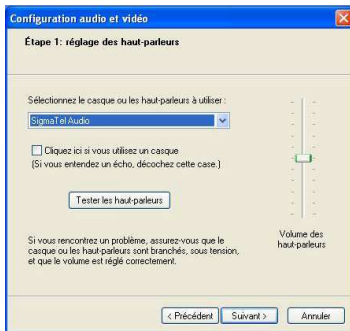 Configuration audio et vidéo
Étape 1: réglage des haut-parleurs
Sélectionnez le casque ou les haut-parleurs à utiliser :
SigmaTel Audio
Cliquez ici si vous utilisez un casque
(Si vous entendez un écho, décochez cette case.)
Tester les haut-parleurs
Si vous rencontrez un problème, assurez-vous que le
casque ou les haut-parleurs sont branchés, sous tension,
et que le volume est réglé correctement.
Volume des
haut-parleurs
< Précédent
Suivant >
Annuler